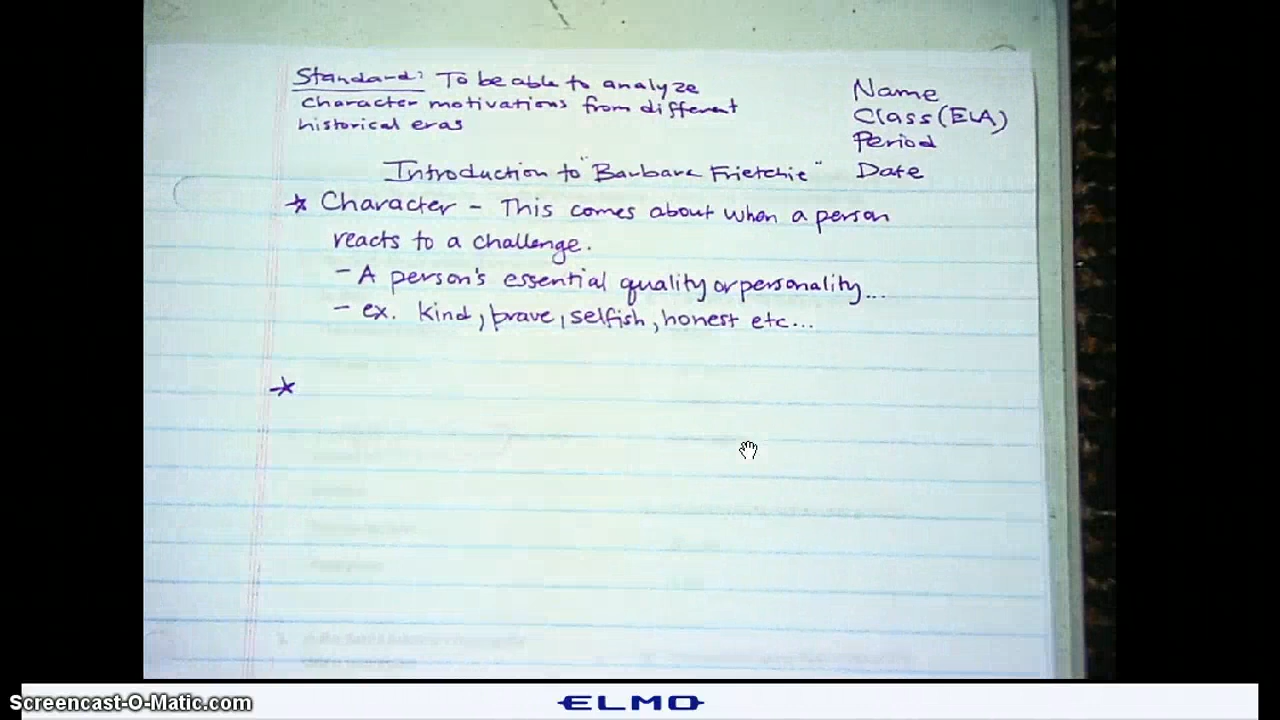 Standard: To be able to analyze
character motivations from different
historical eras
Name
Class (ELA)
Period
Date
Introduction to "Barbara Frietchie"
* Character - This comes about when a person
reacts to a challenge.
- A person's essential quality or personality...
- ex. kind, brave, selfish, honest etc...
*
Screencast-O-Matic.com
ELMO